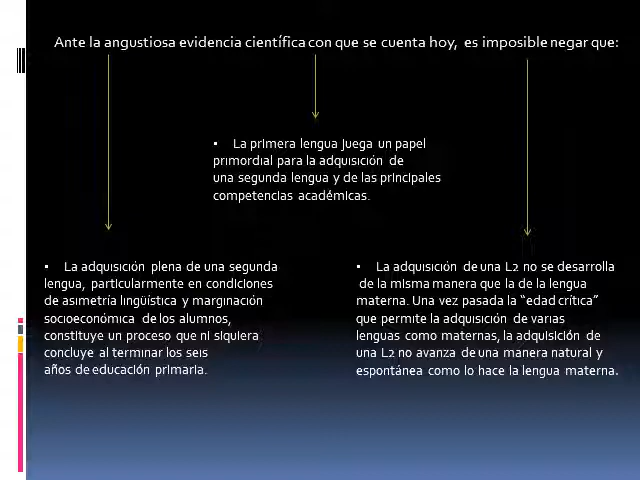 Ante la angustiosa evidencia científica con que se cuenta hoy, es imposible negar que:
▪ La primera lengua juega un papel
primordial para la adquisición de
una segunda lengua y de las principales
competencias académicas.
▪ La adquisición plena de una segunda
lengua, particularmente en condiciones
de asimetría lingüística y marginación
socioeconómica de los alumnos,
constituye un proceso que ni siquiera
concluye al terminar los seis
años de educación primaria.
▪ La adquisición de una L2 no se desarrolla
de la misma manera que la de la lengua
materna. Una vez pasada la “edad crítica”
que permite la adquisición de varias
lenguas como maternas, la adquisición de
una L2 no avanza de una manera natural y
espontánea como lo hace la lengua materna.